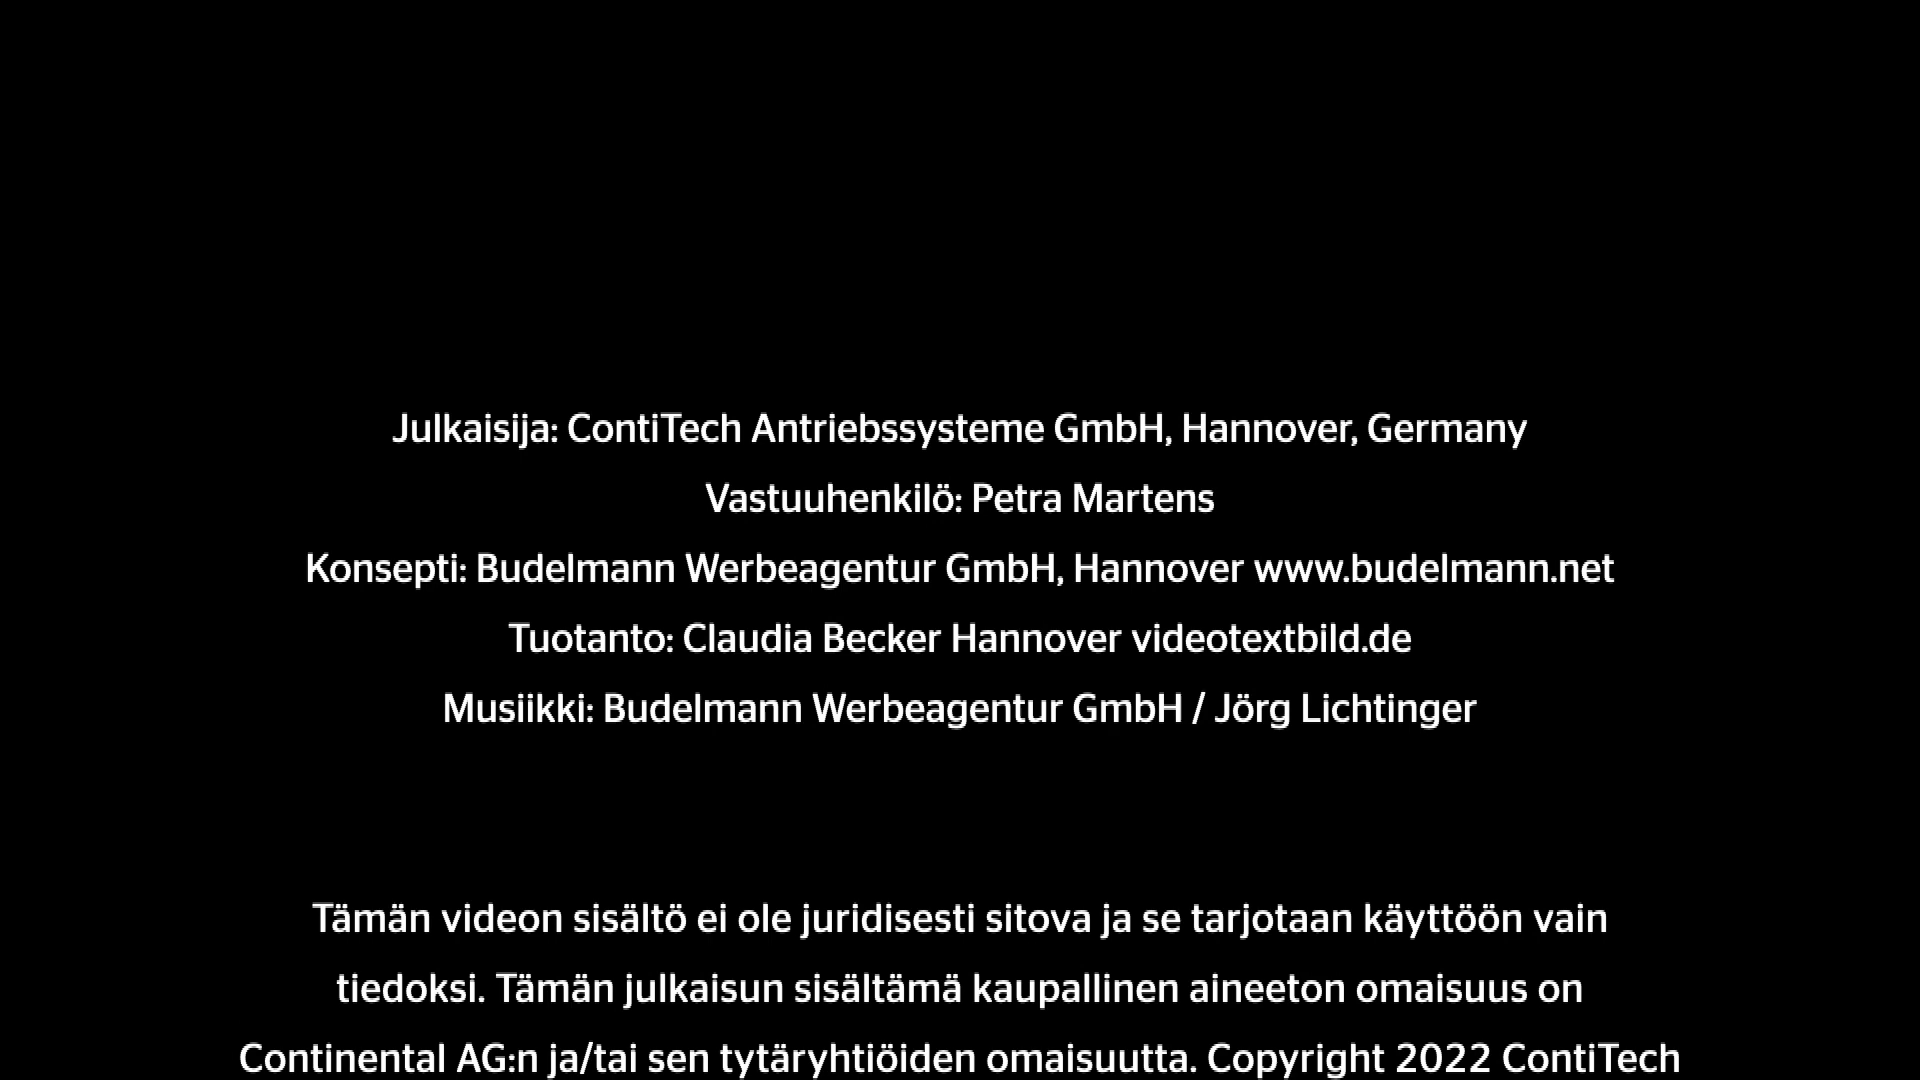 Julkaisija: ContiTech Antriebssysteme GmbH, Hannover, Germany
Vastuuhenkilö: Petra Martens
Konsepti: Budelmann Werbeagentur GmbH, Hannover www.budelmann.net
Tuotanto: Claudia Becker Hannover videotextbild.de
Musiikki: Budelmann Werbeagentur GmbH / Jörg Lichtinger
Tämän videon sisältö ei ole juridisesti sitova ja se tarjotaan käyttöön vain
tiedoksi. Tämän julkaisun sisältämä kaupallinen aineeton omaisuus on
Continental AG:n ja/tai sen tytäryhtiöiden omaisuutta. Copyright 2022 ContiTech